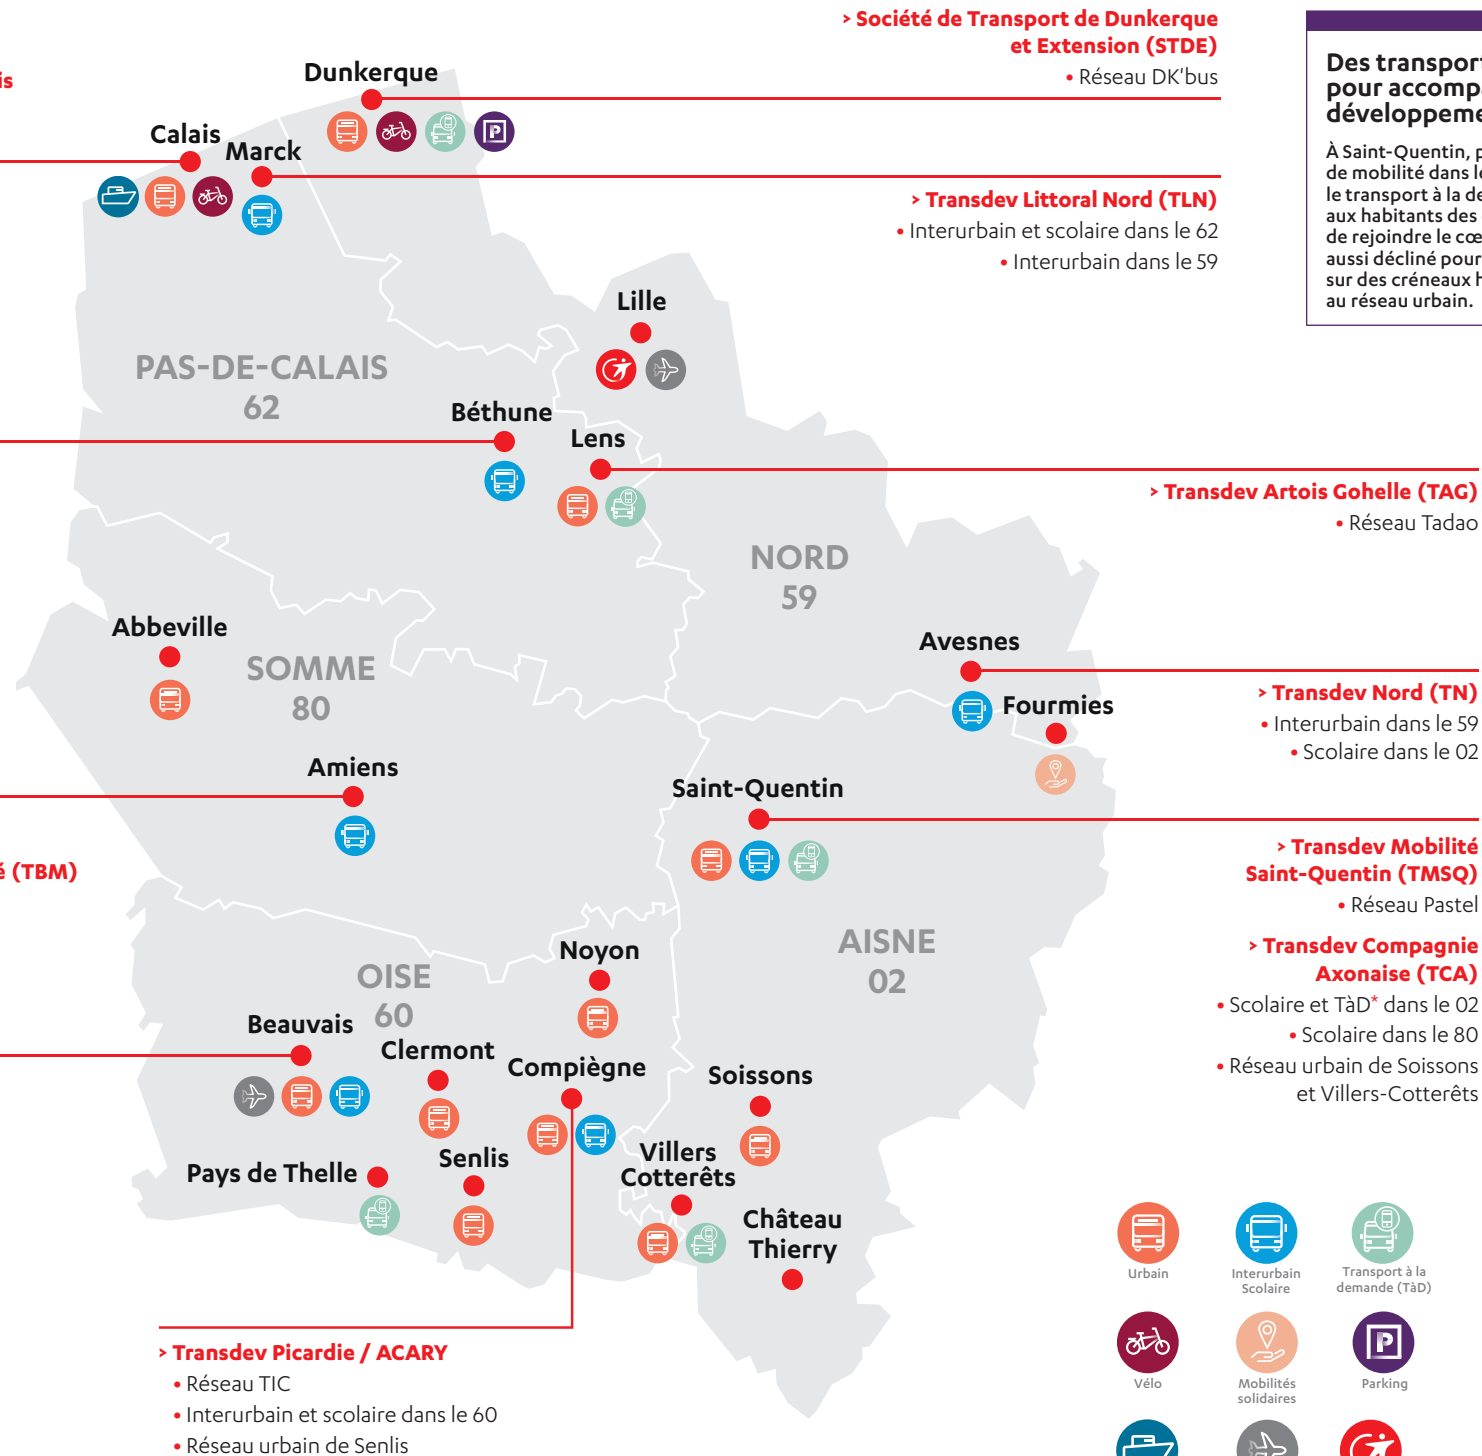 > Société de Transport de Dunkerque
et Extension (STDE)
• Réseau DK'bus
Dunkerque
Calais
Marck
> Transdev Littoral Nord (TLN)
• Interurbain et scolaire dans le 62
• Interurbain dans le 59
Lille
PAS-DE-CALAIS
62
Béthune
Lens
> Transdev Artois Gohelle (TAG)
• Réseau Tadao
NORD
59
Abbeville
SOMME
80
Avesnes
Fourmies
> Transdev Nord (TN)
• Interurbain dans le 59
• Scolaire dans le 02
Amiens
Saint-Quentin
> Transdev Mobilité
Saint-Quentin (TMSQ)
• Réseau Pastel
(TBM)
> Transdev Compagnie
Axonaise (TCA)
• Scolaire et TàD* dans le 02
• Scolaire dans le 80
• Réseau urbain de Soissons
et Villers-Cotterêts
AISNE
02
Noyon
OISE
60
Beauvais
Clermont
Compiègne
Soissons
Pays de Thelle
Senlis
Villers
Cotterêts
Château
Thierry
> Transdev Picardie / ACARY
• Réseau TIC
• Interurbain et scolaire dans le 60
• Réseau urbain de Senlis
Des
pour
À Saint-Quentin,
de mobilité dans
le transport à la
aux habitants des
de rejoindre le
aussi décliné pour
sur des créneaux
au réseau urbain.
Urbain
Interurbain
Scolaire
Transport à la
demande (TàD)
Vélo
Mobilités
solidaires
P
Parking